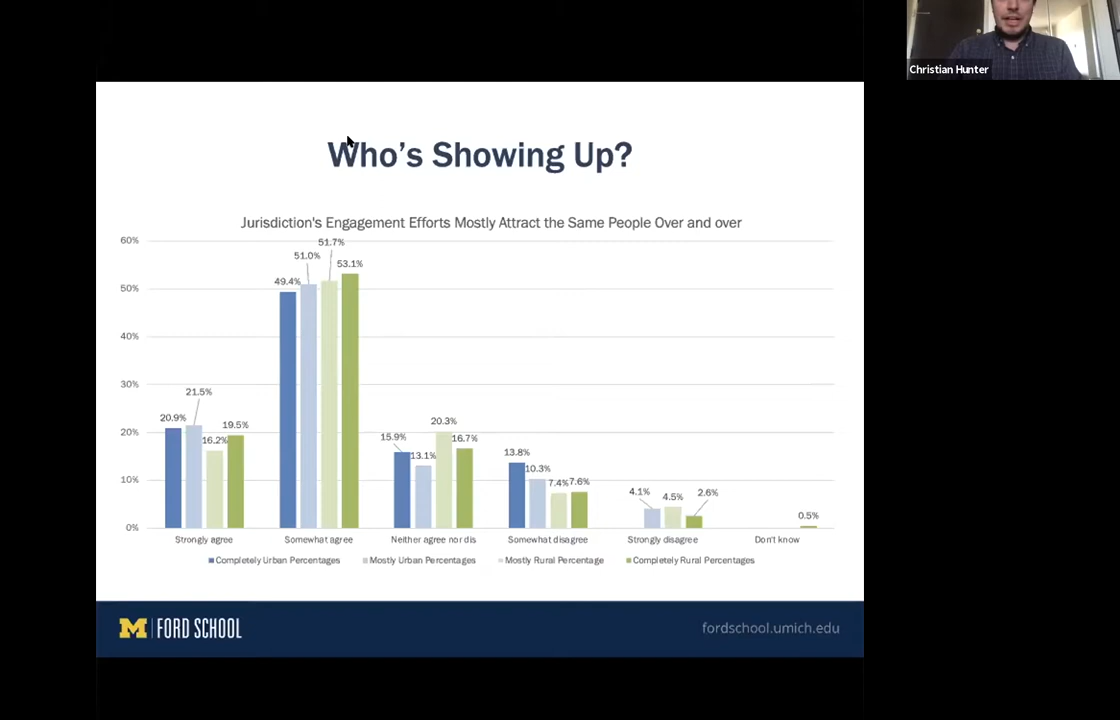 Christian Hunter
Who's Showing Up?
Jurisdiction's Engagement Efforts Mostly Attract the Same People Over and over
60%
50%
40%
30%
20%
10%
0%
20.9%
21.5%
16.2%
19.5%
49.4%
51.0%
51.7%
53.1%
15.9%
13.1%
20.3%
16.7%
13.8%
10.3%
7.4%
7.6%
4.1%
4.5%
2.6%
0.5%
Strongly agree
Somewhat agree
Neither agree nor dis
Somewhat disagree
Strongly disagree
Don't know
Completely Urban Percentages
Mostly Urban Percentages
Mostly Rural Percentage
Completely Rural Percentages
M FORD SCHOOL
fordschool.umich.edu